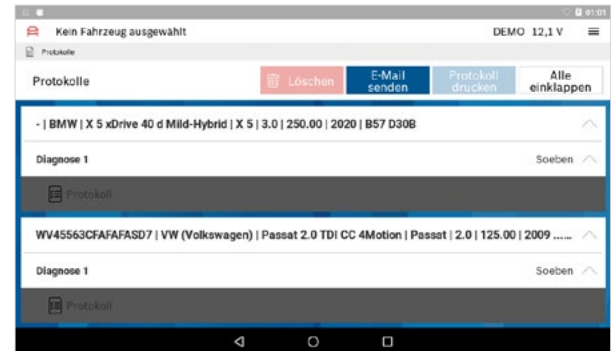 01:01
Kein Fahrzeug ausgewählt DEMO 12,1 V
Protokolle
Protokolle Löschen E-Mail senden Protokoll drucken Alle einklappen
- | BMW | X 5 xDrive 40 d Mild-Hybrid | X 5 | 3.0 | 250.00 | 2020 | B57 D30B
Diagnose 1 Soeben
Protokoll
WV45563CFAFAFASD7 | VW (Volkswagen) | Passat 2.0 TDI CC 4Motion | Passat | 2.0 | 125.00 | 2009 ......
Diagnose 1 Soeben
Protokoll